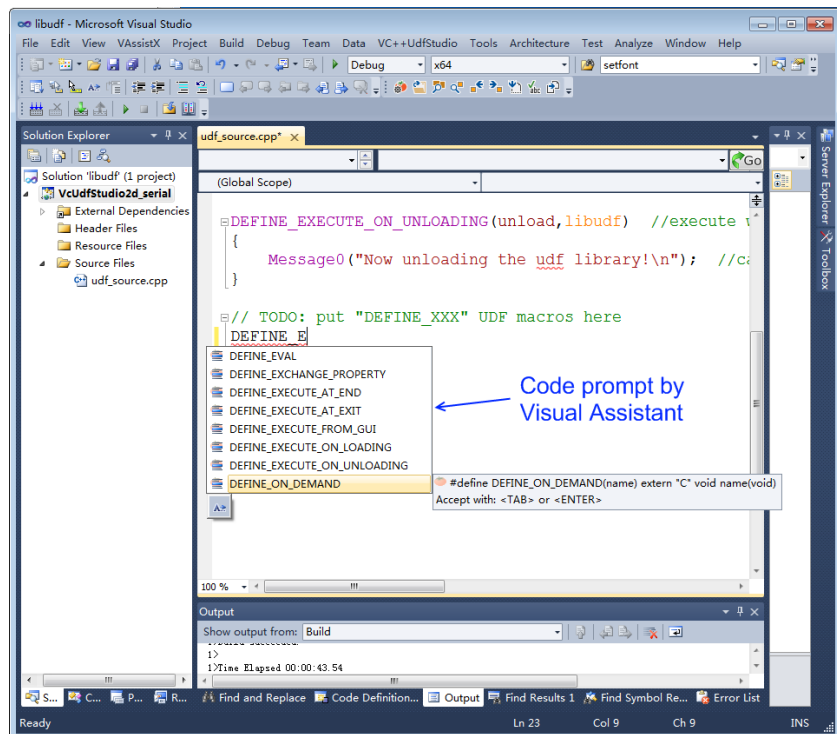 libudf - Microsoft Visual Studio
File Edit View VAssistX Project Build Debug Team Data VC++UdfStudio Tools Architecture Test Analyze Window Help
Debug x64 setfont
Solution Explorer
udf_source.cpp*
Go
Solution 'libudf' (1 project)
(Global Scope)
VcUdfStudio2d_serial
External Dependencies
Header Files
Resource Files
Source Files
udf_source.cpp
DEFINE_EXECUTE_ON_UNLOADING(unload,libudf) //execute
{
Message0("Now unloading the udf library!\n"); //ca
}
// TODO: put "DEFINE_XXX" UDF macros here
DEFINE_E
DEFINE_EVAL
DEFINE_EXCHANGE_PROPERTY
DEFINE_EXECUTE_AT_END
DEFINE_EXECUTE_AT_EXIT
DEFINE_EXECUTE_FROM_GUI
DEFINE_EXECUTE_ON_LOADING
DEFINE_EXECUTE_ON_UNLOADING
DEFINE_ON_DEMAND
Code prompt by
Visual Assistant
#define DEFINE_ON_DEMAND(name) extern "C" void name(void)
Accept with: <TAB> or <ENTER>
Server Explorer
Toolbox
100 %
Output
Show output from: Build
1>
1>Time Elapsed 00:00:43.54
S... C... P... R...
Find and Replace Code Definition... Output Find Results 1 Find Symbol Re... Error List
Ready Ln 23 Col 9 Ch 9 INS